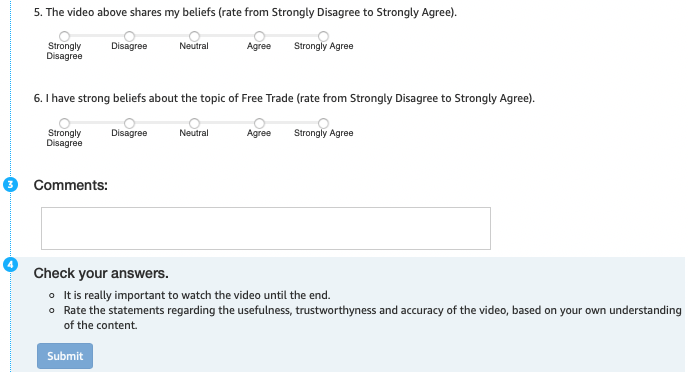 5. The video above shares my beliefs (rate from Strongly Disagree to Strongly Agree).
Strongly Disagree Disagree Neutral Agree Strongly Agree
6. I have strong beliefs about the topic of Free Trade (rate from Strongly Disagree to Strongly Agree).
Strongly Disagree Disagree Neutral Agree Strongly Agree
3 Comments:
4
Check your answers.
It is really important to watch the video until the end.
Rate the statements regarding the usefulness, trustworthyness and accuracy of the video, based on your own understanding
of the content.
Submit